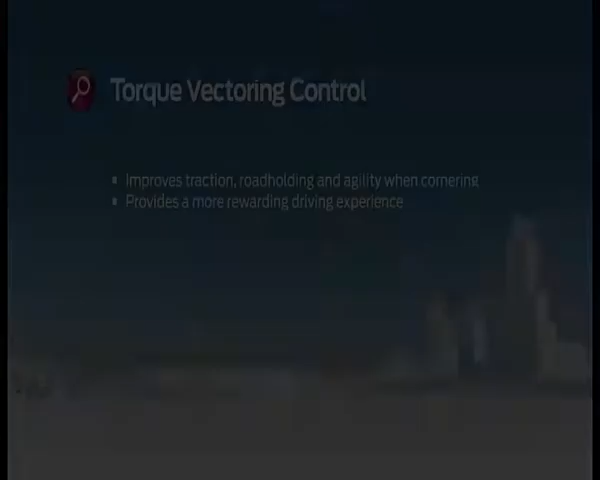 Torque Vectoring Control
▪ Improves traction, roadholding and agility when cornering
▪ Provides a more rewarding driving experience